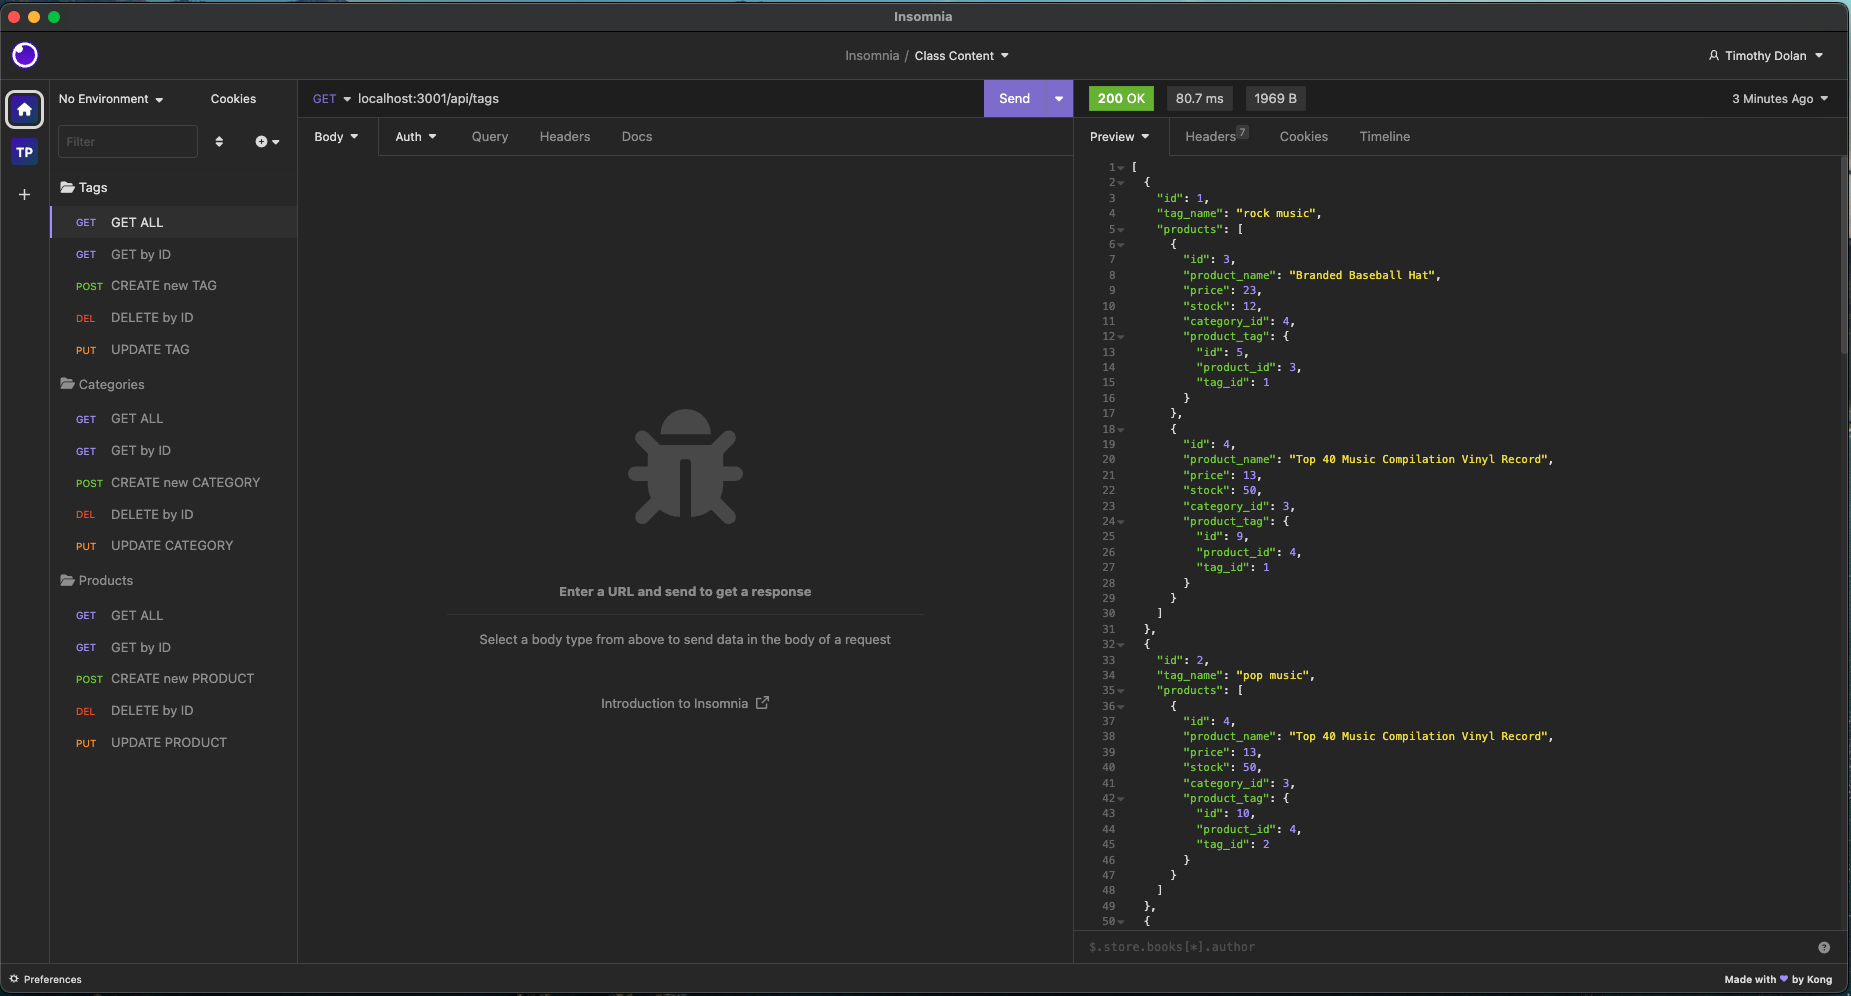 Insomnia
Insomnia / Class Content
Timothy Dolan
No Environment
Cookies
GET localhost:3001/api/tags
Send
200 OK
80.7 ms
1969 B
3 Minutes Ago
Filter
TP
Body
Auth
Query
Headers
Docs
Preview
Headers 7
Cookies
Timeline
Tags
GET GET ALL
GET GET by ID
POST CREATE new TAG
DEL DELETE by ID
PUT UPDATE TAG
Categories
GET GET ALL
GET GET by ID
POST CREATE new CATEGORY
DEL DELETE by ID
PUT UPDATE CATEGORY
Products
GET GET ALL
GET GET by ID
POST CREATE new PRODUCT
DEL DELETE by ID
PUT UPDATE PRODUCT
Enter a URL and send to get a response
Select a body type from above to send data in the body of a request
Introduction to Insomnia
1 [
2 {
3 "id": 1,
4 "tag_name": "rock music",
5 "products": [
6 {
7 "id": 3,
8 "product_name": "Branded Baseball Hat",
9 "price": 23,
10 "stock": 12,
11 "category_id": 4,
12 "product_tag": {
13 "id": 5,
14 "product_id": 3,
15 "tag_id": 1
16 }
17 },
18 {
19 "id": 4,
20 "product_name": "Top 40 Music Compilation Vinyl Record",
21 "price": 13,
22 "stock": 50,
23 "category_id": 3,
24 "product_tag": {
25 "id": 9,
26 "product_id": 4,
27 "tag_id": 1
28 }
29 }
30 ]
31 },
32 {
33 "id": 2,
34 "tag_name": "pop music",
35 "products": [
36 {
37 "id": 4,
38 "product_name": "Top 40 Music Compilation Vinyl Record",
39 "price": 13,
40 "stock": 50,
41 "category_id": 3,
42 "product_tag": {
43 "id": 10,
44 "product_id": 4,
45 "tag_id": 2
46 }
47 }
48 ]
49 },
50 {
$.store.books[*].author
Preferences
Made with ❤ by Kong